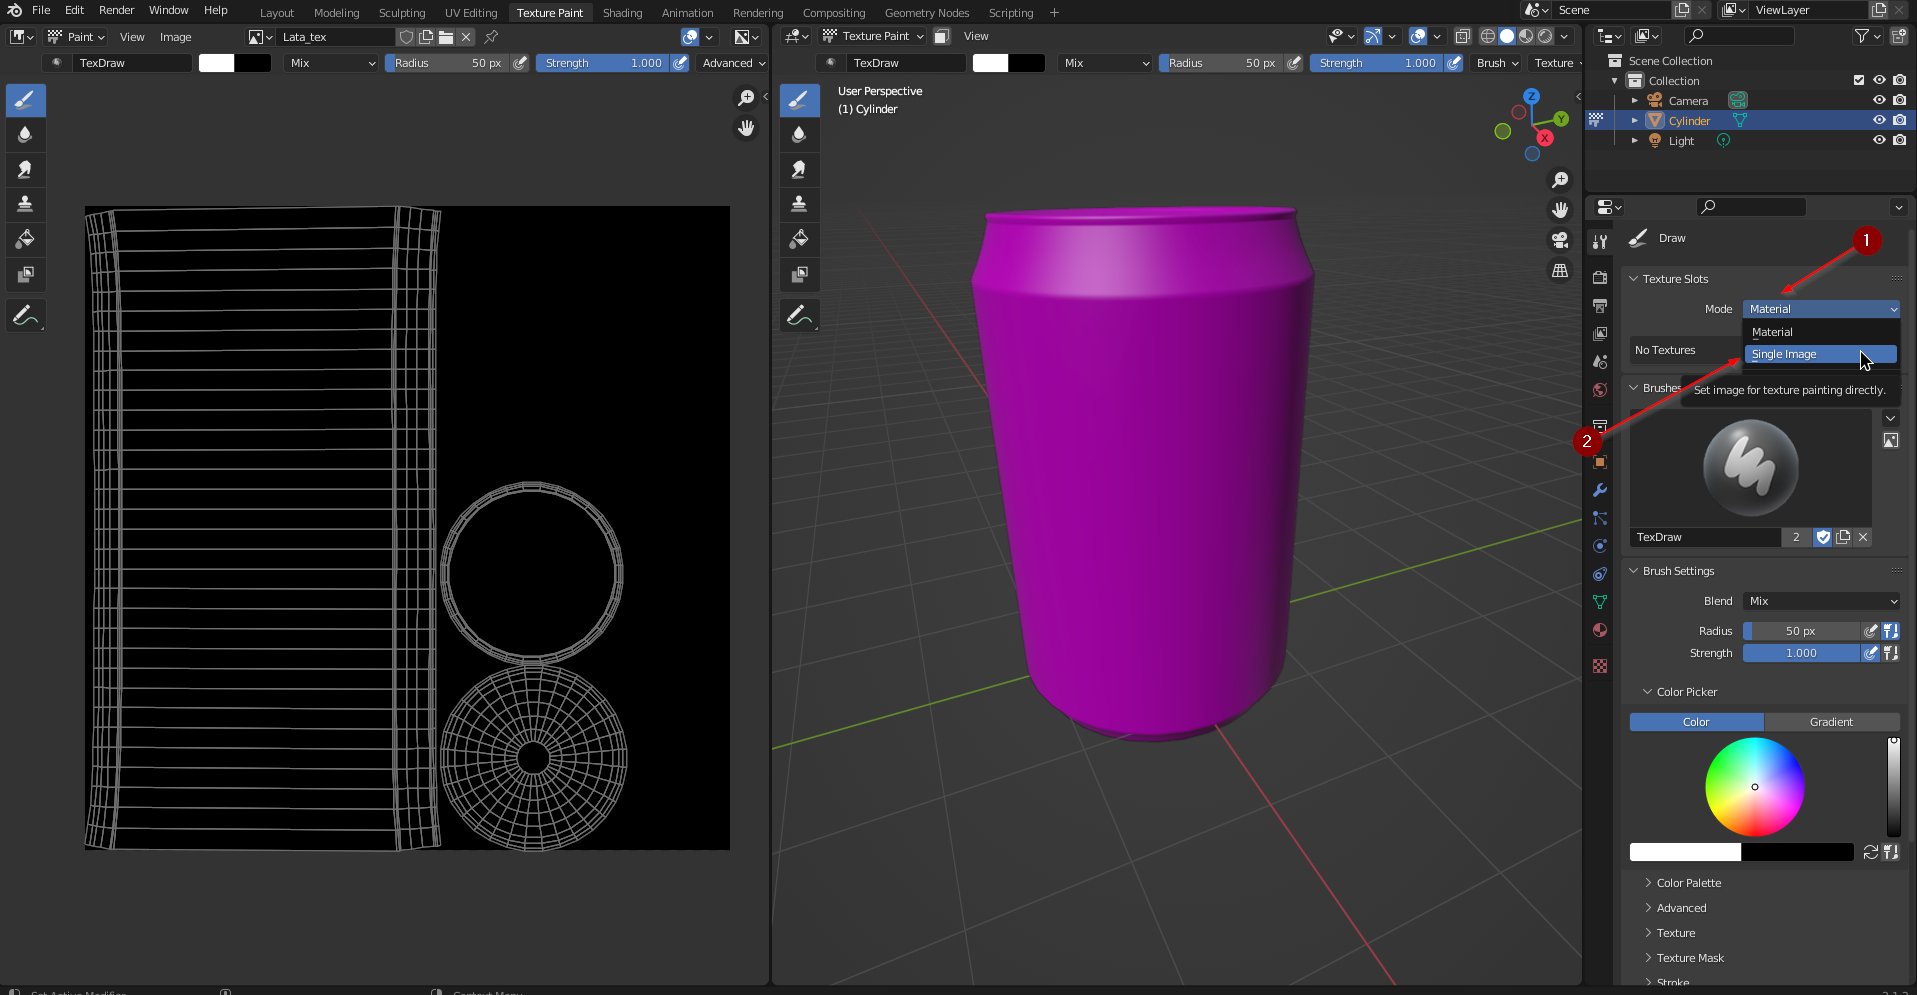 File Edit Render Window Help Layout Modeling Sculpting UV Editing Texture Paint Shading Animation Rendering Compositing Geometry Nodes Scripting + Scene ViewLayer
Paint View Image Lata_tex Texture Paint View
TexDraw Mix Radius 50 px Strength 1.000 Advanced TexDraw Mix Radius 50 px Strength 1.000 Brush Texture
Scene Collection
Collection
Camera
Cylinder
Light
User Perspective
(1) Cylinder
Z
Y
X
Draw
1
Texture Slots
Mode Material
Material
No Textures
Single Image
Brushes
Set image for texture painting directly.
2
TexDraw 2
Brush Settings
Blend Mix
Radius 50 px
Strength 1.000
Color Picker
Color Gradient
Color Palette
Advanced
Texture
Texture Mask
Stroke